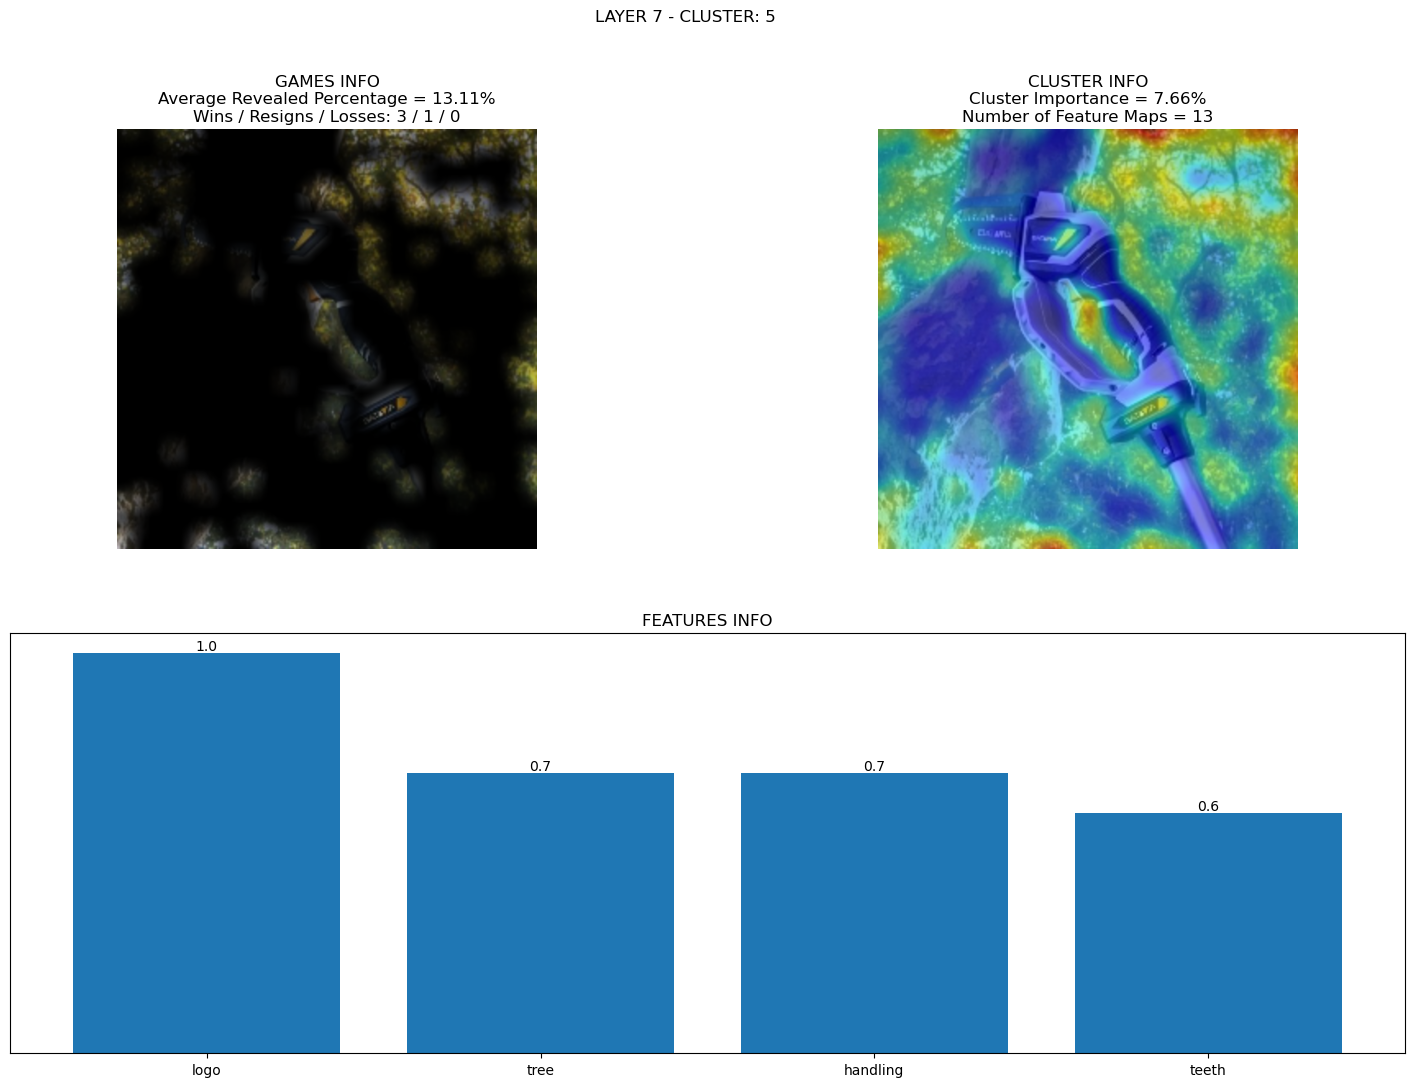 LAYER 7 - CLUSTER: 5
GAMES INFO
Average Revealed Percentage = 13.11%
Wins / Resigns / Losses: 3 / 1 / 0
CLUSTER INFO
Cluster Importance = 7.66%
Number of Feature Maps = 13
FEATURES INFO
1.0
0.7
0.7
0.6
logo
tree
handling
teeth